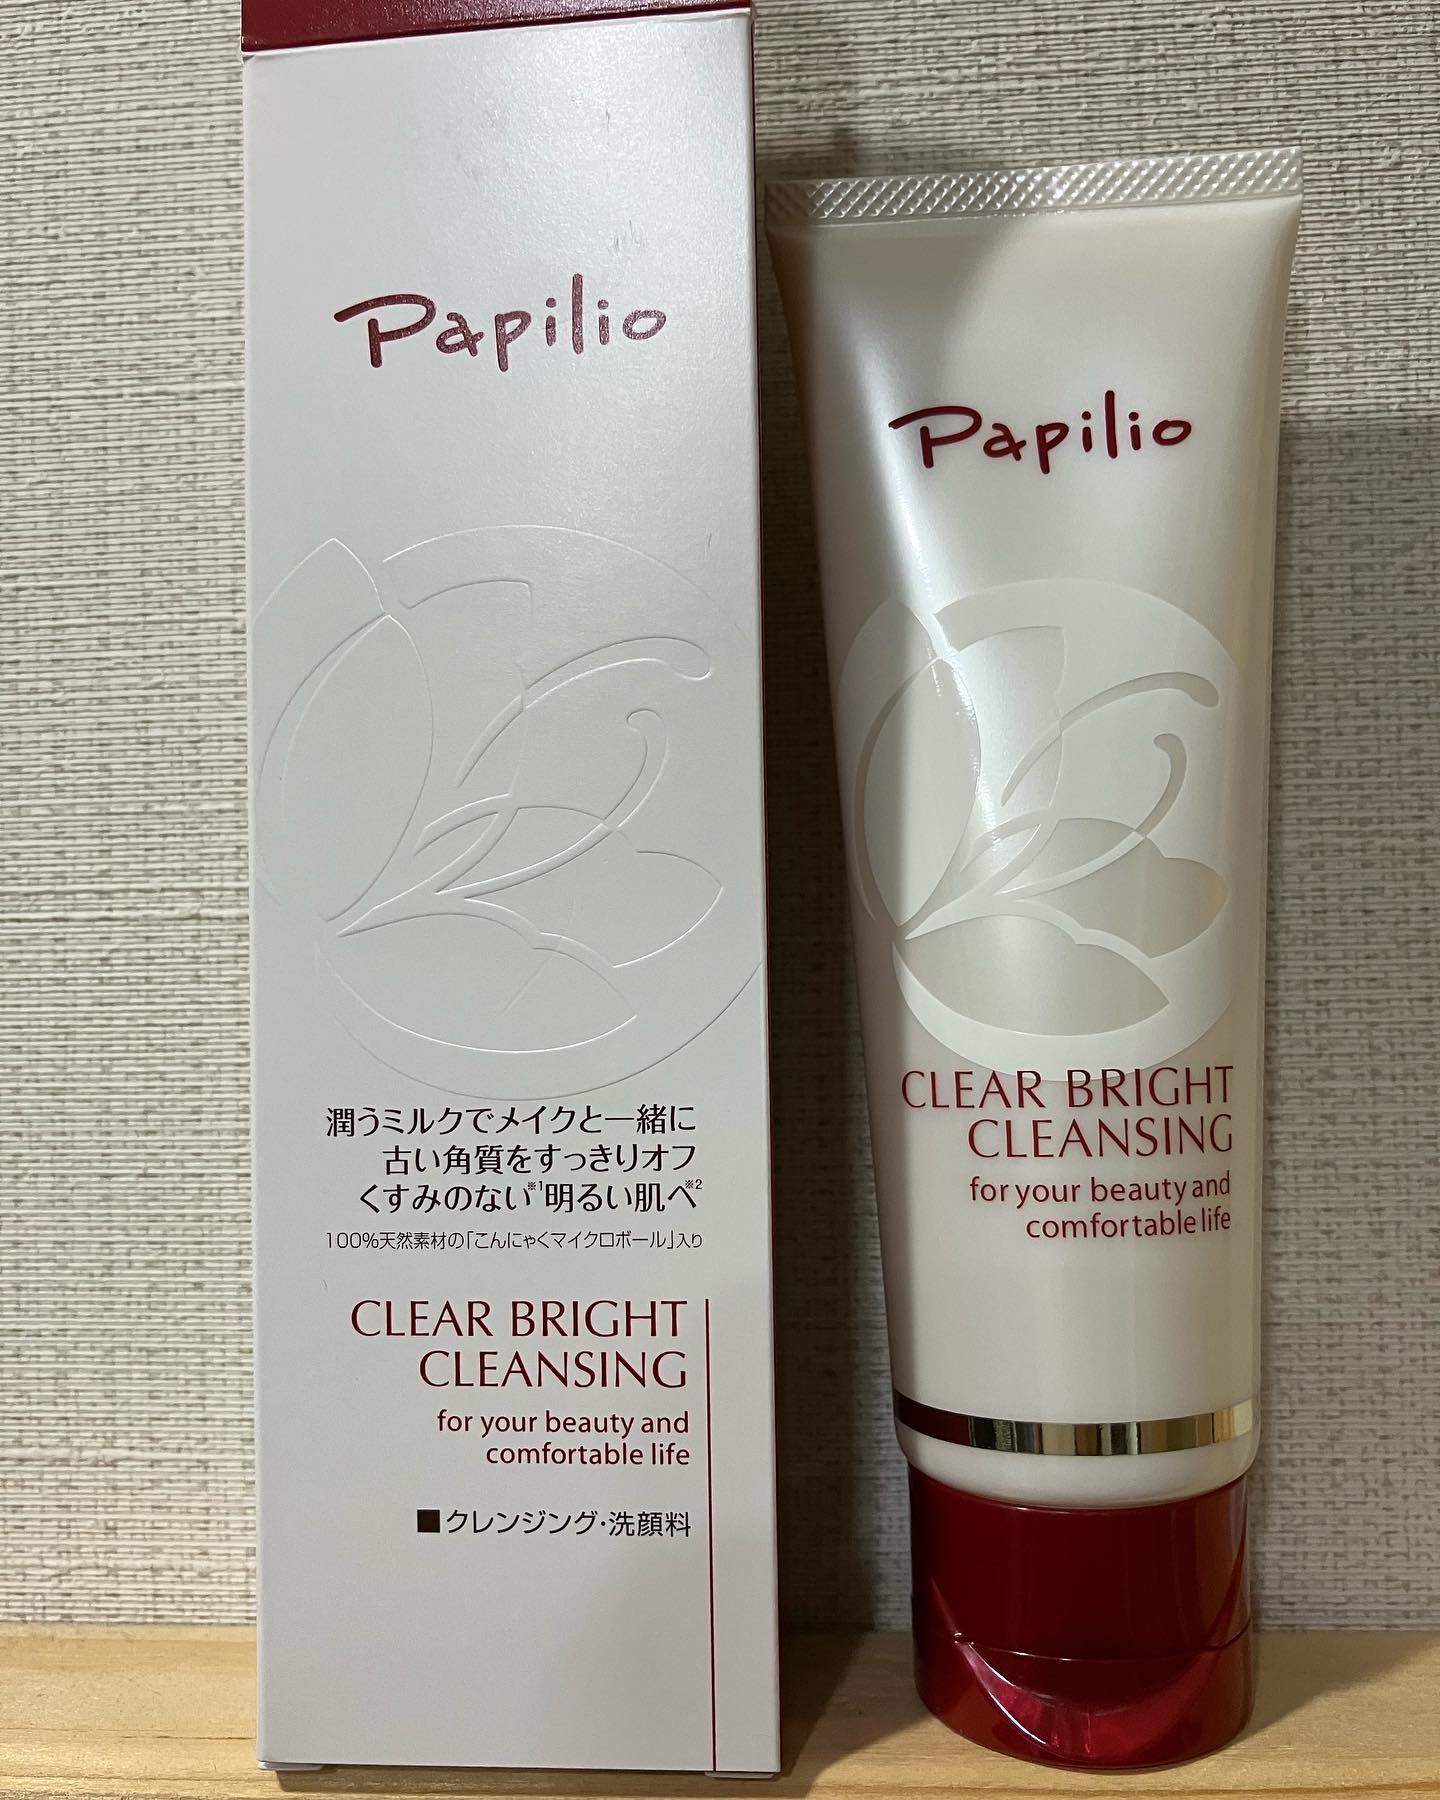 Papilio
潤うミルクでメイクと一緒に
古い角質をすっきりオフ
くすみのない※1明るい肌へ※2
100%天然素材の「こんにゃくマイクロボール」入り
CLEAR BRIGHT
CLEANSING
for your beauty and
comfortable life
■クレンジング・洗顔料
Papilio
CLEAR BRIGHT
CLEANSING
for your beauty and
comfortable life